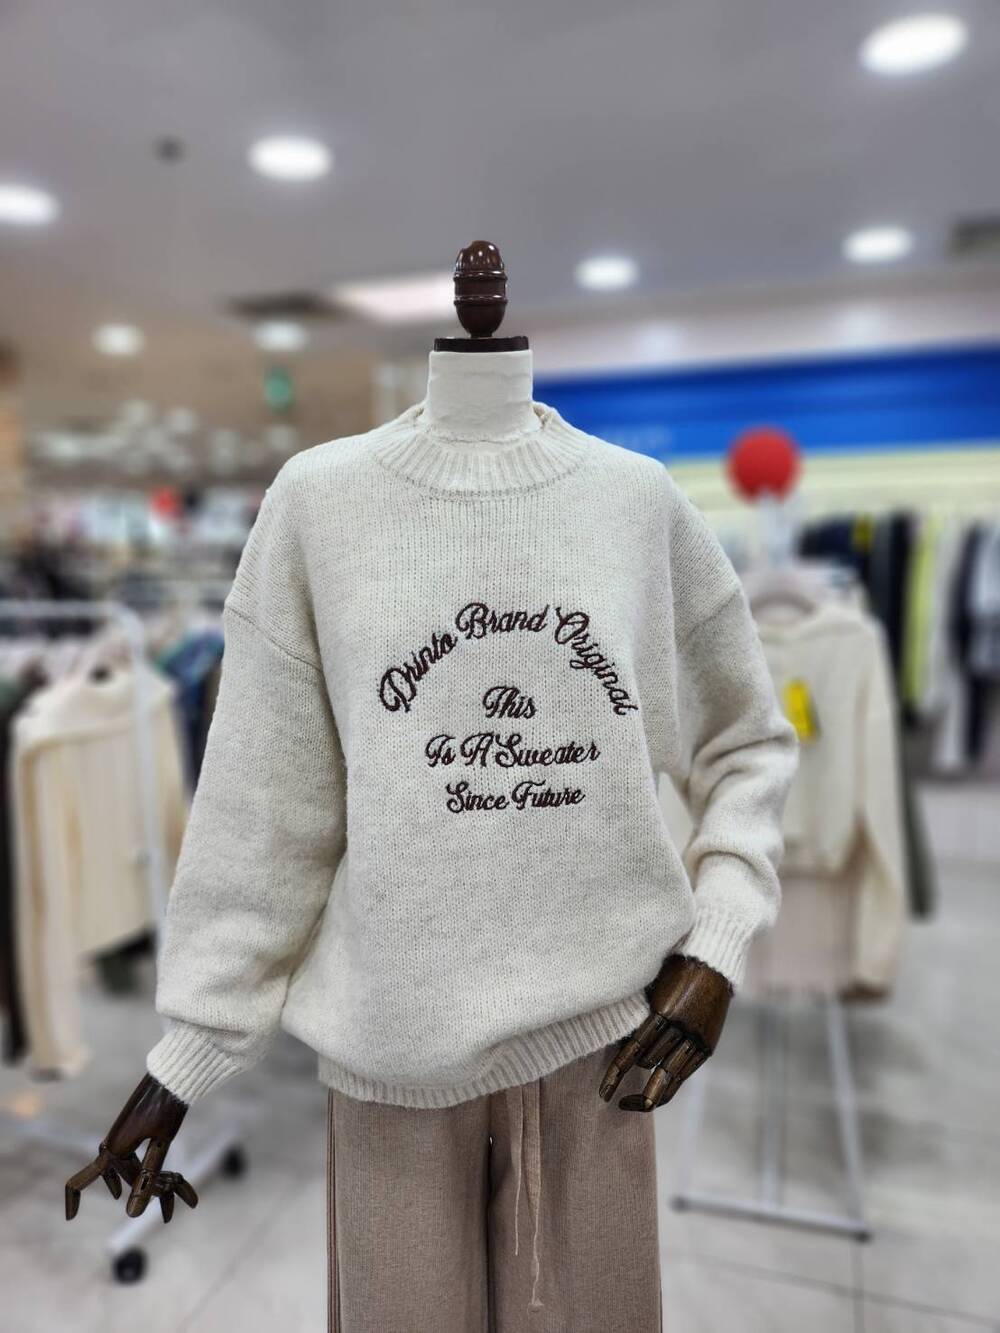 Drinto Brand Original
This
Is A Sweater
Since Future